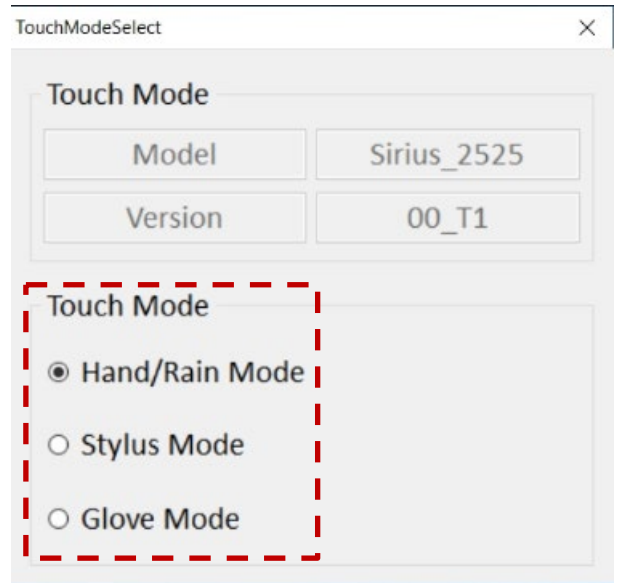 TouchModeSelect
Touch Mode
Model Sirius_2525
Version 00_T1
Touch Mode
Hand/Rain Mode
Stylus Mode
Glove Mode